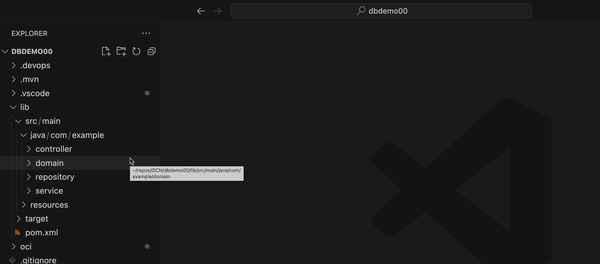 dbdemo00
EXPLORER
DBDEMO00
.devops
.mvn
.vscode
lib
src/main
java/com/example
controller
domain
~/repos/OCN/dbdemo00/lib/src/main/java/com/
example/domain
repository
service
resources
target
pom.xml
oci
.gitignore